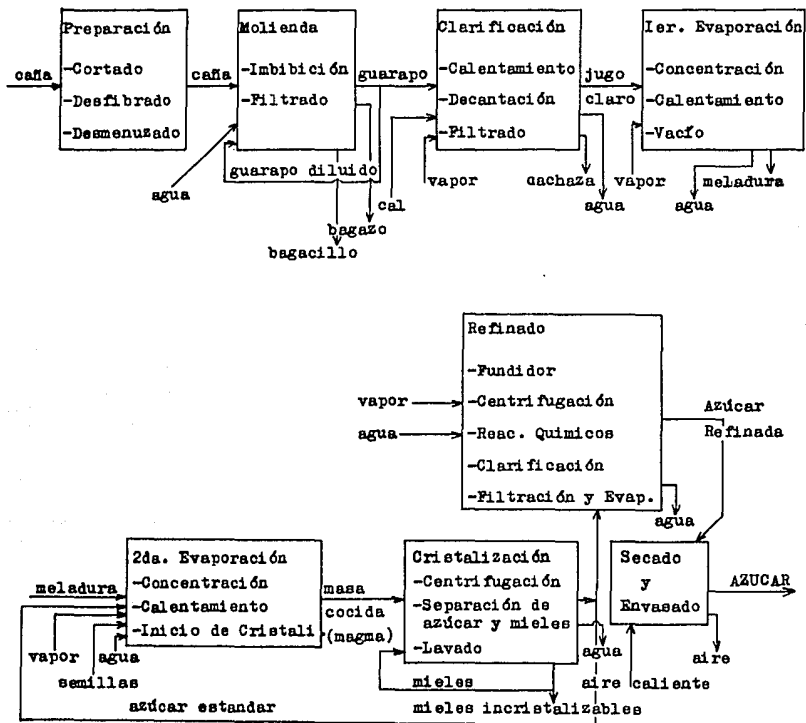 Preparación
-Cortado
-Desfibrado
-Desmenuzado
caña
caña
Molienda
-Imbibición
-Filtrado
guarapo
agua
guarapo diluido
bagazo
bagacillo
Clarificación
-Calentamiento
-Decantación
-Filtrado
cal
vapor
cachaza
agua
jugo
claro
Ier. Evaporación
-Concentración
-Calentamiento
-Vacío
vapor
agua
meladura
Refinado
-Fundidor
-Centrifugación
-Reac. Quimicos
-Clarificación
-Filtración y Evap.
vapor
agua
Azúcar
Refinada
agua
2da. Evaporación
-Concentración
-Calentamiento
-Inicio de Cristali
meladura
vapor
agua
semillas
masa
cocida
(magma)
Cristalización
-Centrifugación
-Separación de
azúcar y mieles
-Lavado
mieles
agua
mieles incristalizables
azúcar estandar
Secado
y
Envasado
AZUCAR
aire
aire caliente